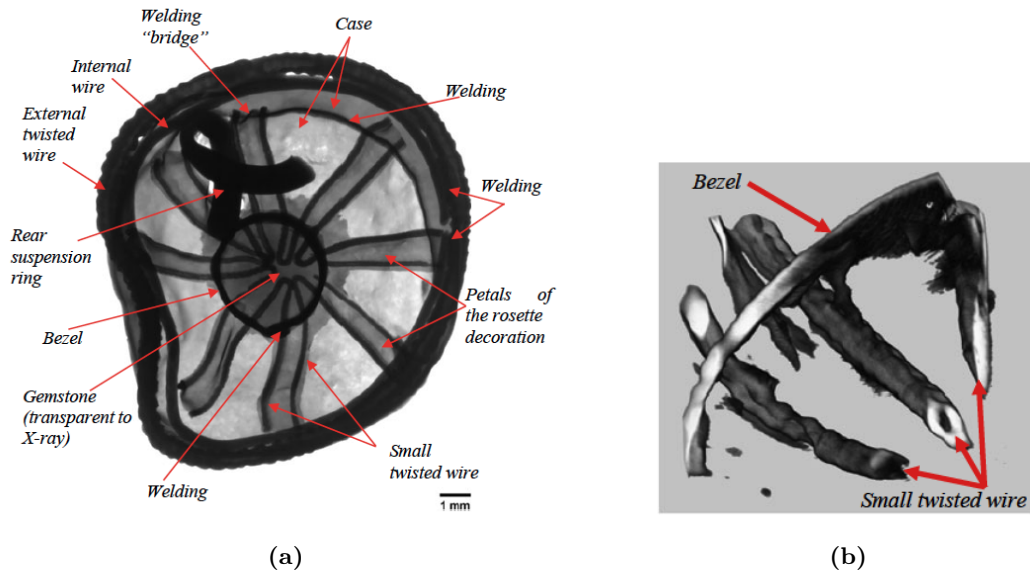 Welding
"bridge"
Case
Internal
wire
Welding
External
twisted
wire
Welding
Rear
suspension
ring
Petals of
the rosette
decoration
Bezel
Gemstone
(transparent to
X-ray)
Small
twisted wire
Welding
1 mm
(a)
Bezel
Small twisted wire
(b)